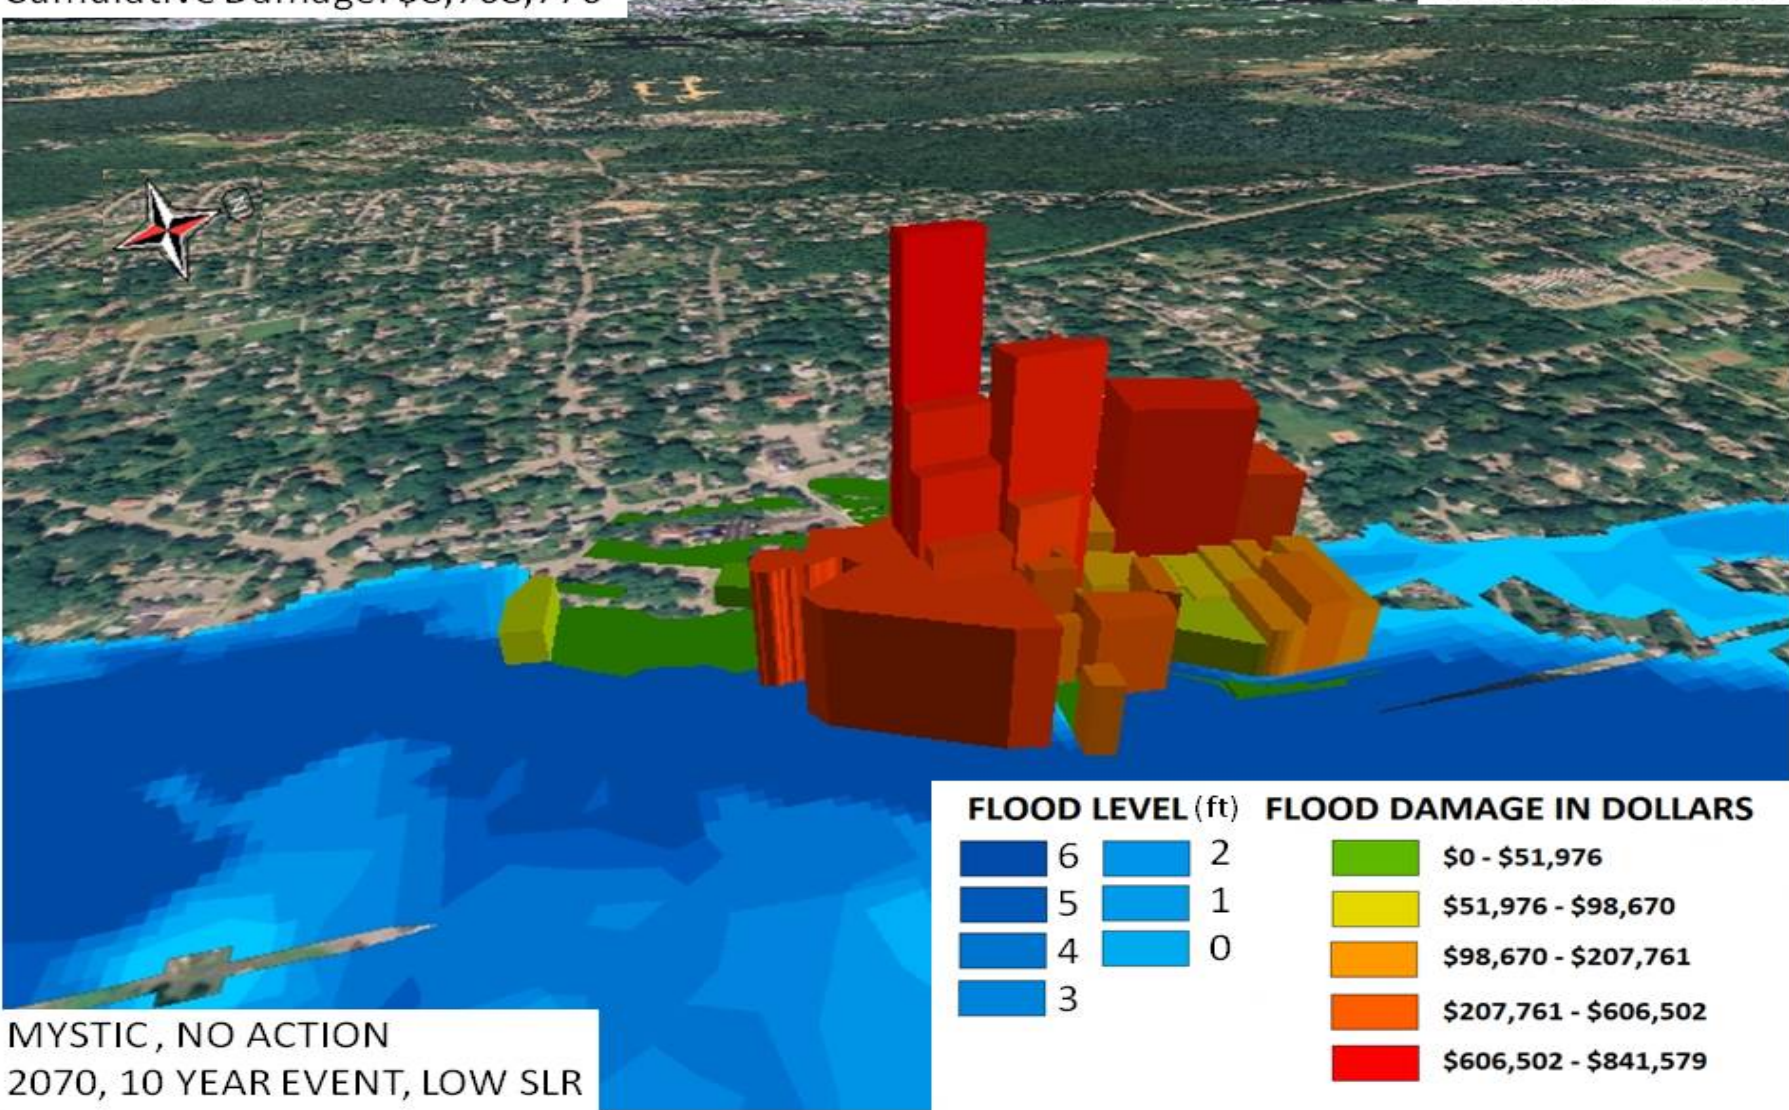 FLOOD LEVEL (ft) FLOOD DAMAGE IN DOLLARS
6 2 $0 - $51,976
5 1 $51,976 - $98,670
4 0 $98,670 - $207,761
3 $207,761 - $606,502
$606,502 - $841,579
MYSTIC, NO ACTION
2070, 10 YEAR EVENT, LOW SLR